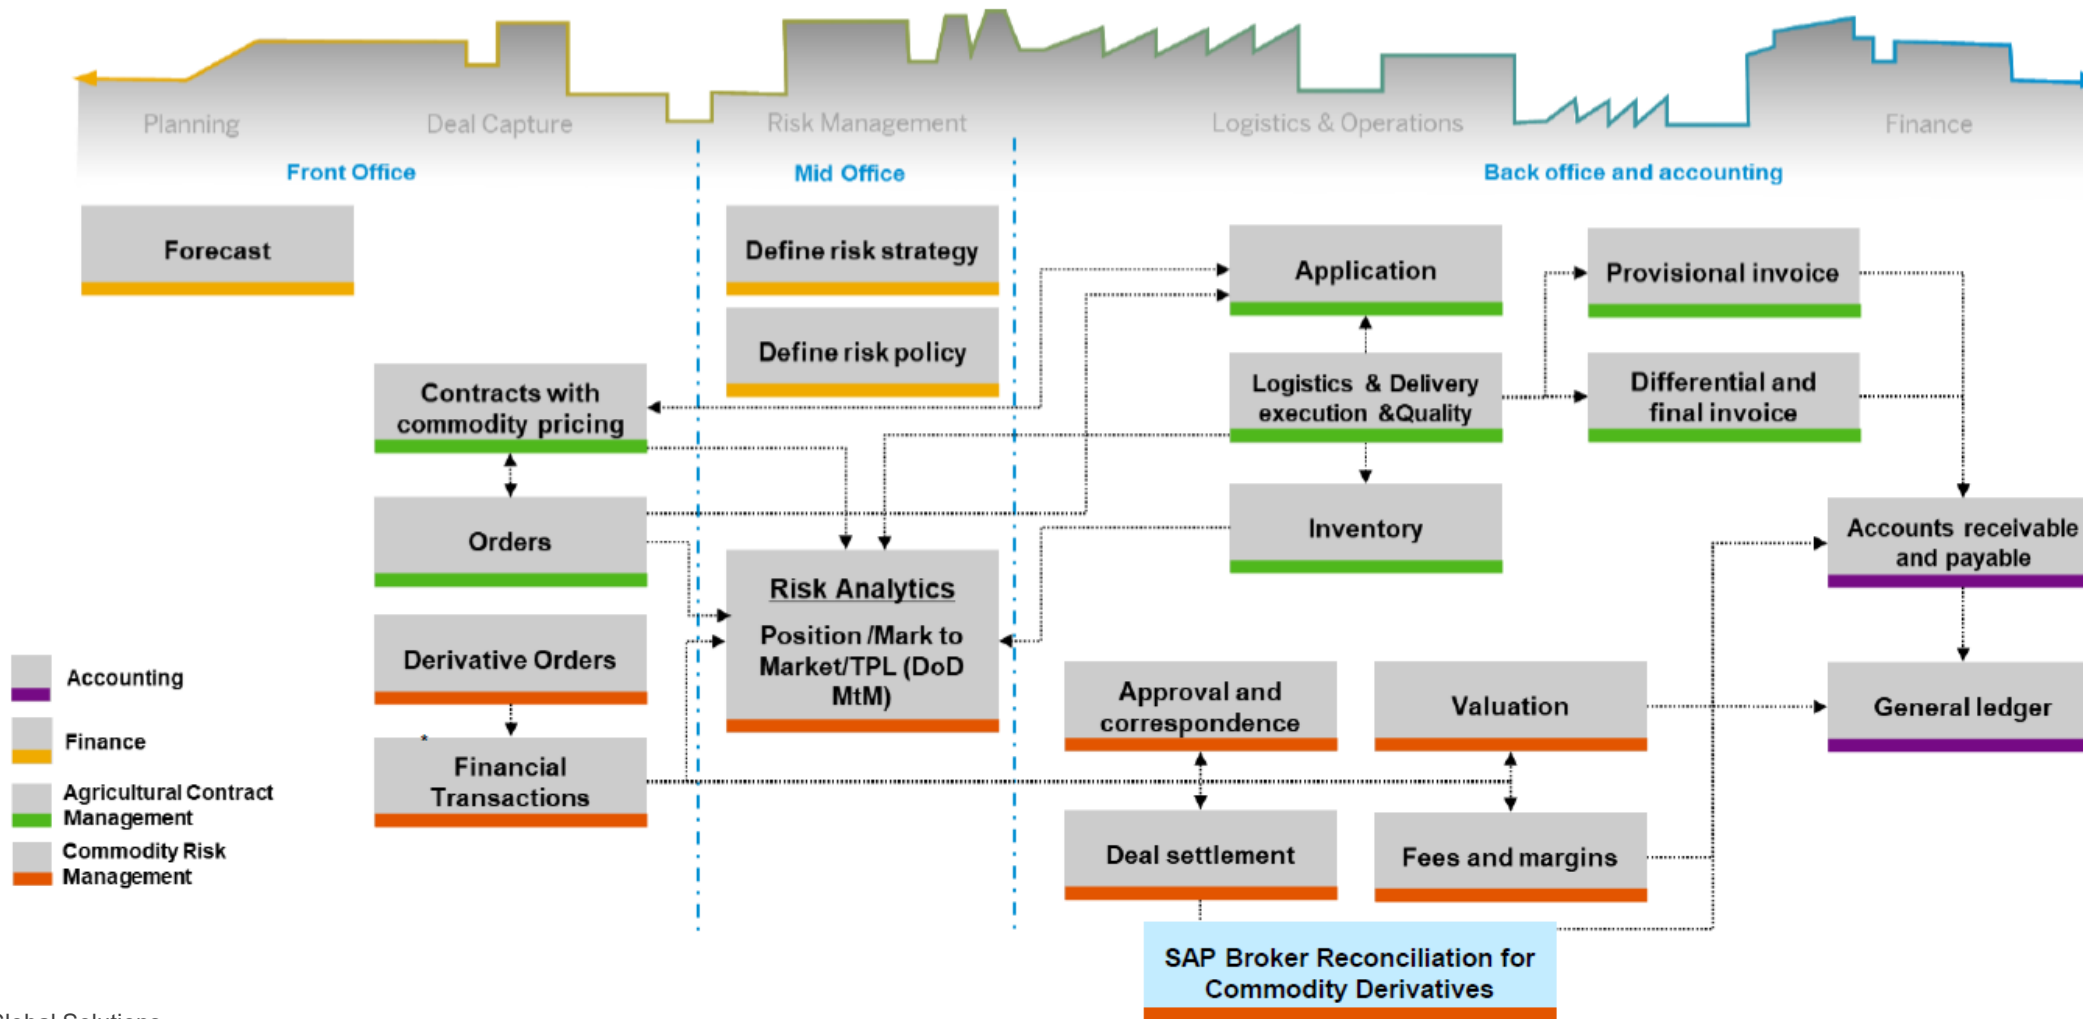 Planning
Deal Capture
Risk Management
Logistics & Operations
Finance
Front Office
Mid Office
Back office and accounting
Forecast
Define risk strategy
Define risk policy
Application
Provisional invoice
Contracts with
commodity pricing
Logistics & Delivery
execution &Quality
Differential and
final invoice
Orders
Inventory
Accounts receivable
and payable
Risk Analytics
Position /Mark to
Market/TPL (DoD
MtM)
Derivative Orders
Approval and
correspondence
Valuation
General ledger
*
Financial
Transactions
Deal settlement
Fees and margins
SAP Broker Reconciliation for
Commodity Derivatives
Accounting
Finance
Agricultural Contract
Management
Commodity Risk
Management
Global Solutions